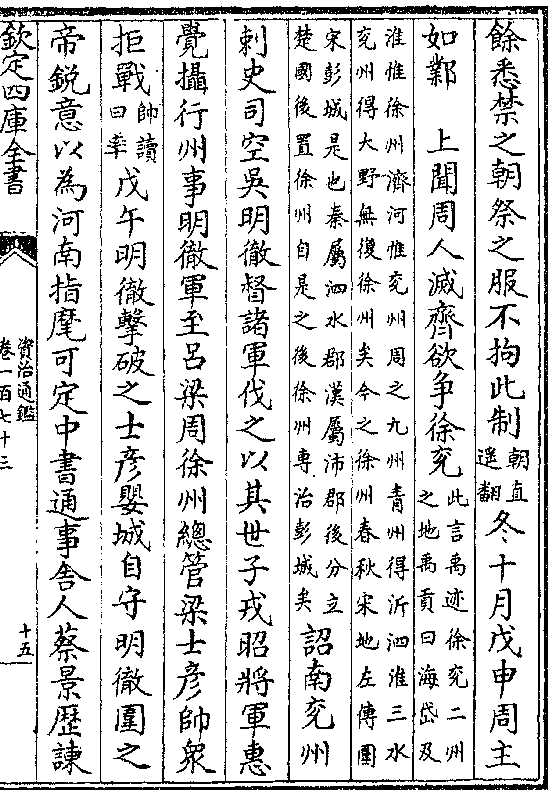 餘悉禁之朝祭之服不拘此制朝直遥翻冬十月戊申周主
如鄴　上聞周人滅齊欲争徐兖此言禹迹徐兖二州之地禹貢曰海岱及
淮惟徐州濟河惟兖州周之九州青州得沂泗淮三水兖州得大野無復徐州矣今之徐州春秋宋地左傳圍
宋彭城是也秦屬泗水郡漢屬沛郡後分立楚國後置徐州自是之後徐州專治彭城矣詔南兖州
刺史司空吳明徹督諸軍伐之以其世子戎昭將軍惠
覺攝行州事明徹軍至呂梁周徐州總管梁士彦帥衆
拒戰帥讀曰率戊午明徹擊破之士彦嬰城自守明徹圍之
帝鋭意以為河南指麾可定中書通事舍人蔡景歴諫
欽定四庫全書
資治通鑑
卷一百七十三
十五